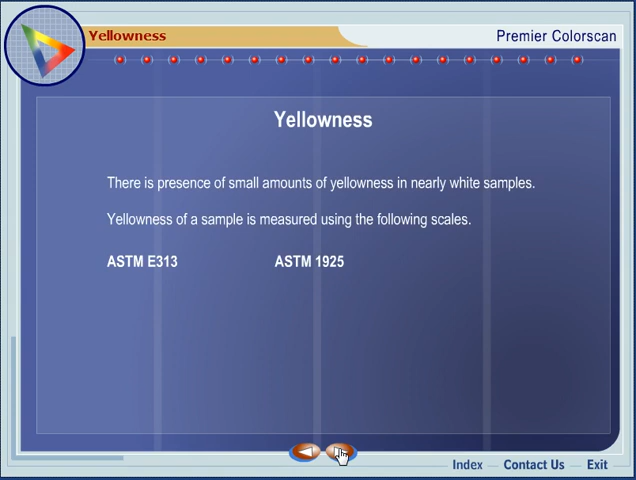 Yellowness
Premier Colorscan
Yellowness
There is presence of small amounts of yellowness in nearly white samples.
Yellowness of a sample is measured using the following scales.
ASTM E313 ASTM 1925
Index — Contact Us — Exit